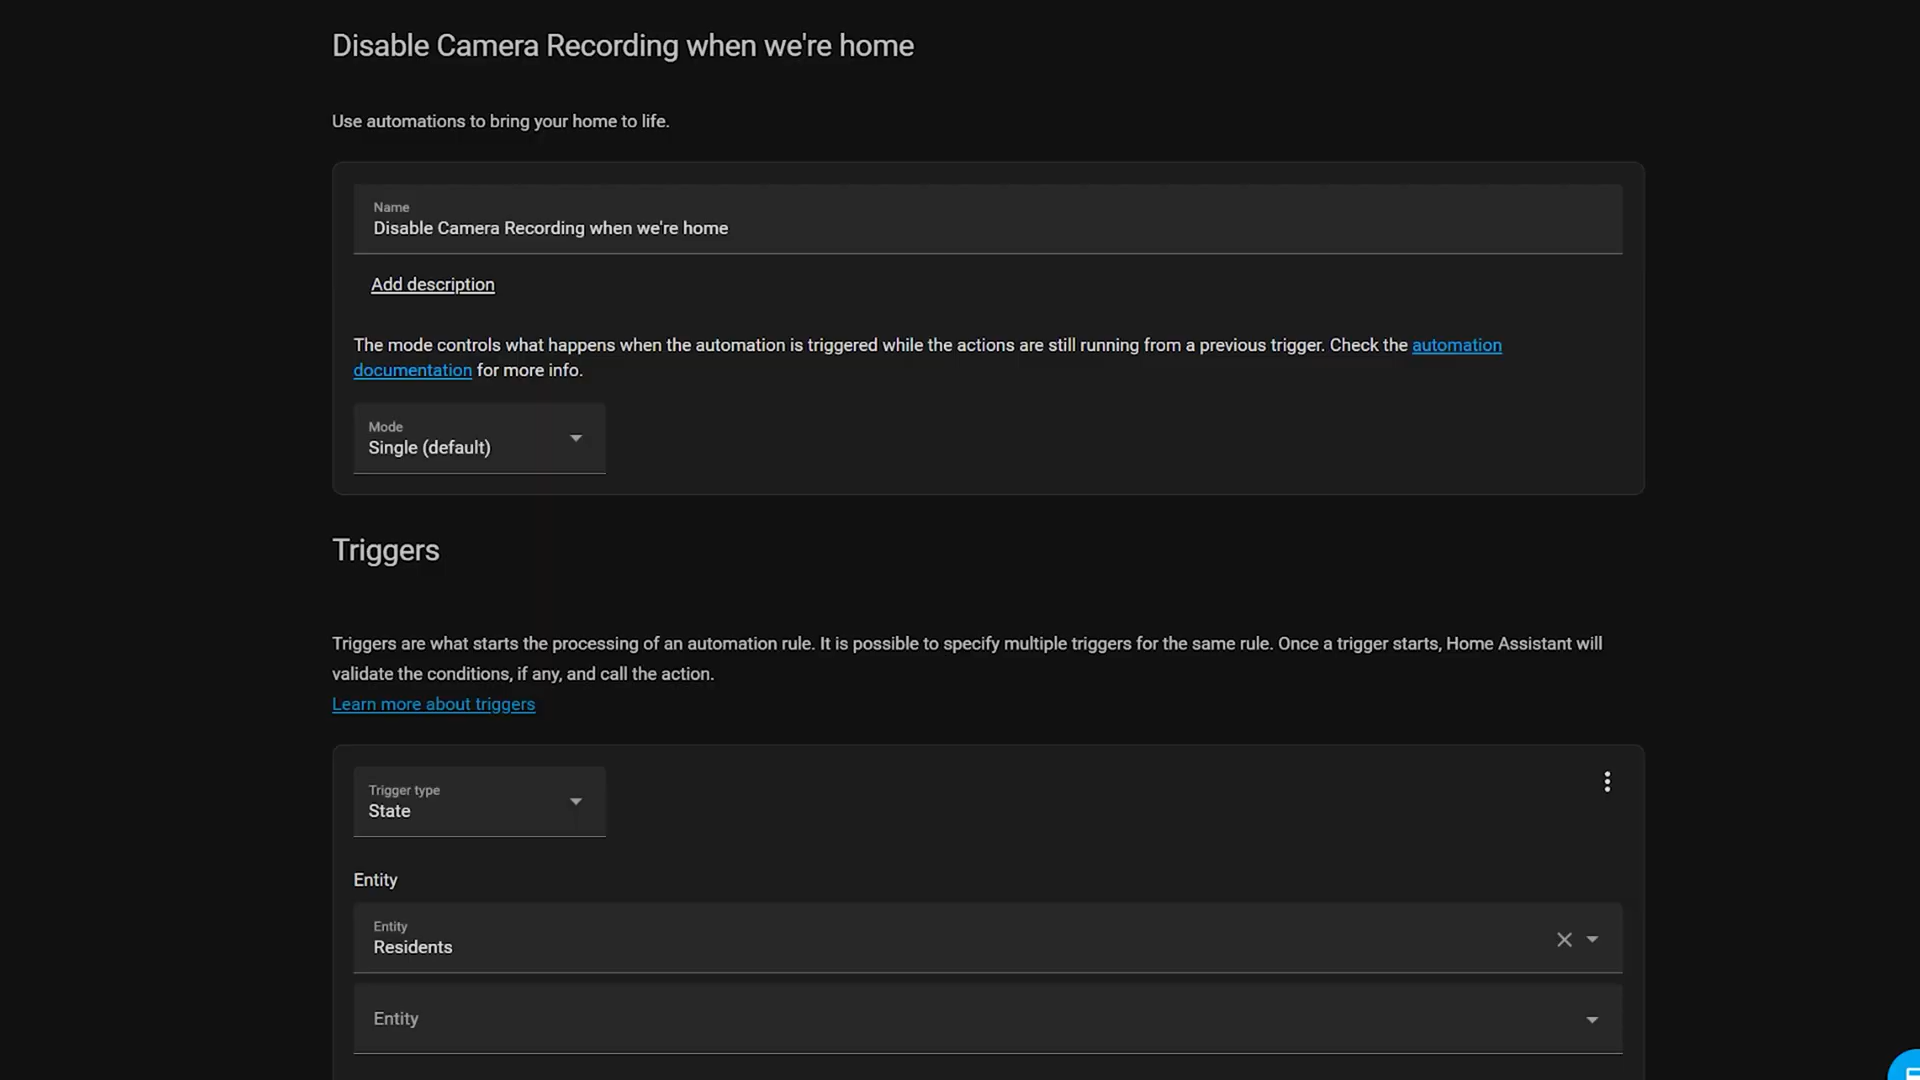 Disable Camera Recording when we're home
Use automations to bring your home to life.
Name
Disable Camera Recording when we're home
Add description
The mode controls what happens when the automation is triggered while the actions are still running from a previous trigger. Check the automation
documentation for more info.
Mode
Single (default)
Triggers
Triggers are what starts the processing of an automation rule. It is possible to specify multiple triggers for the same rule. Once a trigger starts, Home Assistant will
validate the conditions, if any, and call the action.
Learn more about triggers
Trigger type
State
Entity
Entity
Residents
Entity